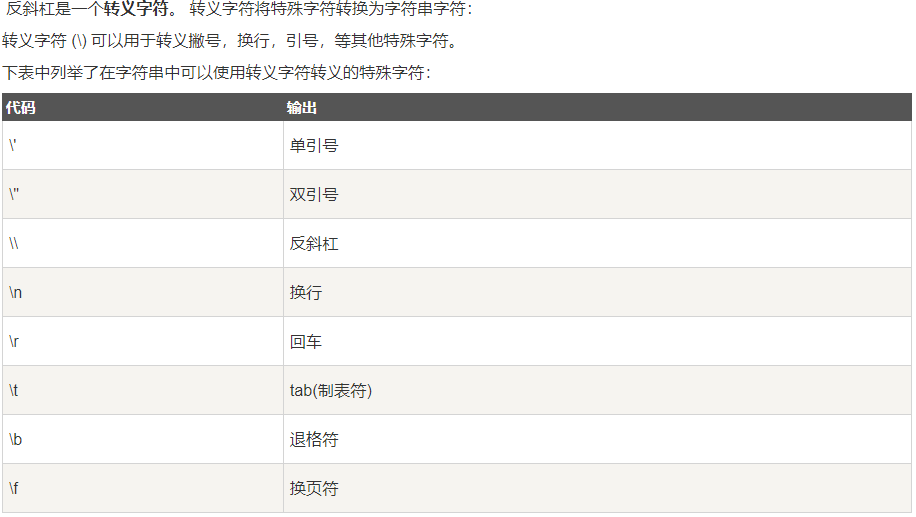 反斜杠是一个转义字符。 转义字符将特殊字符转换为字符串字符：
转义字符 (\) 可以用于转义撇号，换行，引号，等其他特殊字符。
下表中列举了在字符串中可以使用转义字符转义的特殊字符：
代码 输出
\' 单引号
\" 双引号
\\ 反斜杠
\n 换行
\r 回车
\t tab(制表符)
\b 退格符
\f 换页符